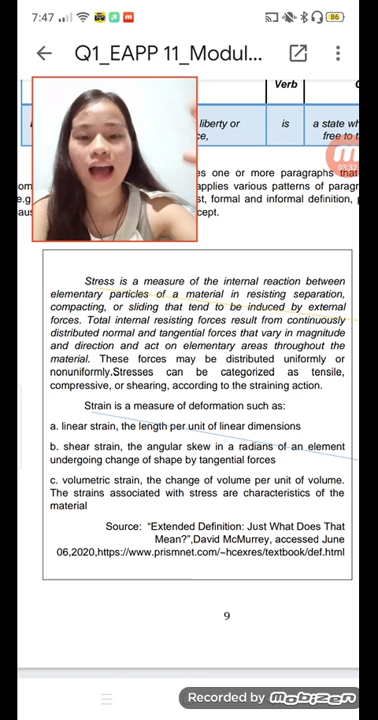 7:47
86
Q1_EAPP 11_Modul...
Verb
liberty or
is
a state wh
free to
es one or more paragraphs that
om
applies various patterns of paragr
e.g.
st, formal and informal definition,
aus
cept.
03:32
Stress is a measure of the internal reaction between
elementary particles of a material in resisting separation,
compacting, or sliding that tend to be induced by external
forces. Total internal resisting forces result from continuously
distributed normal and tangential forces that vary in magnitude
and direction and act on elementary areas throughout the
material. These forces may be distributed uniformly or
nonuniformly.Stresses can be categorized as tensile,
compressive, or shearing, according to the straining action.
Strain is a measure of deformation such as:
a. linear strain, the length per unit of linear dimensions
b. shear strain, the angular skew in a radians of an element
undergoing change of shape by tangential forces
c. volumetric strain, the change of volume per unit of volume.
The strains associated with stress are characteristics of the
material
Source: “Extended Definition: Just What Does That
Mean?”,David McMurrey, accessed June
06,2020,https://www.prismnet.com/~hcexres/textbook/def.html
9
Recorded by mobizen